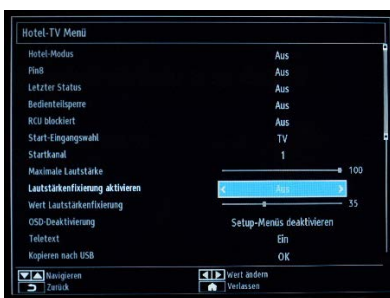 Hotel-TV Menü
Hotel-Modus Aus
Pin8 Aus
Letzter Status Aus
Bedienteilsperre Aus
RCU blockiert Aus
Start-Eingangswahl TV
Startkanal 1
Maximale Lautstärke 100
Lautstärkenfixierung aktivieren Aus
Wert Lautstärkenfixierung 35
OSD-Deaktivierung Setup-Menüs deaktivieren
Teletext Ein
Kopieren nach USB OK
Navigieren Wert ändern
Zurück Verlassen